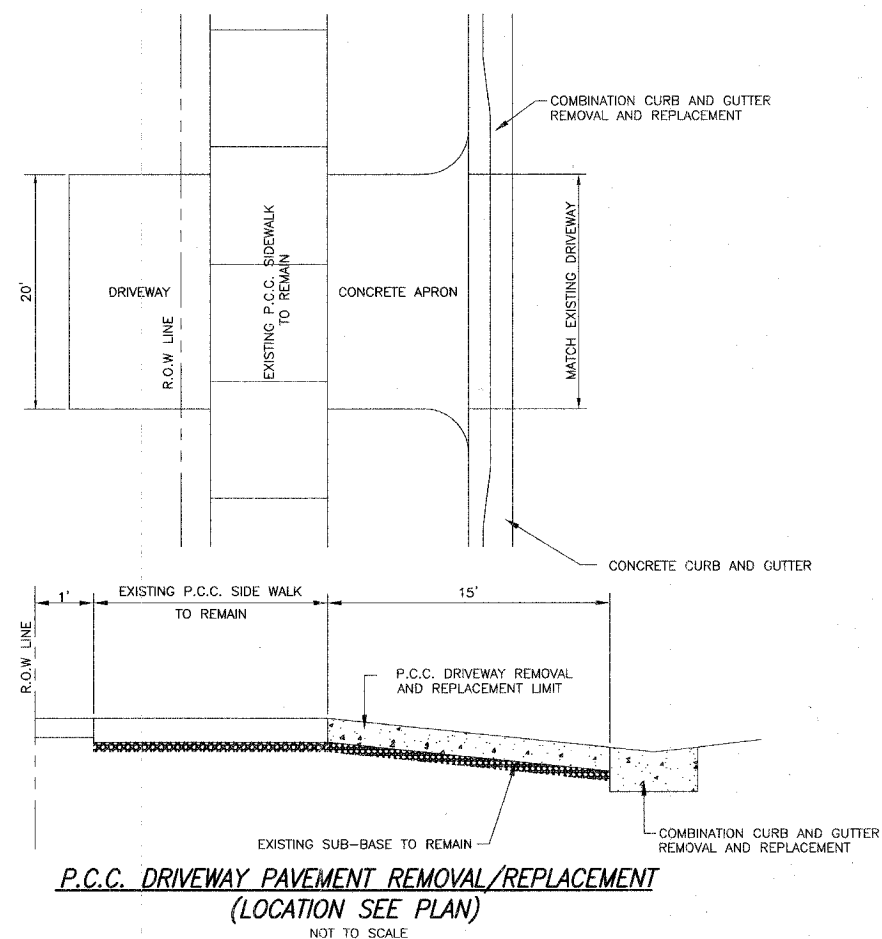 COMBINATION CURB AND GUTTER
REMOVAL AND REPLACEMENT
20'
DRIVEWAY
R.O.W LINE
EXISTING P.C.C. SIDEWALK
TO REMAIN
CONCRETE APRON
MATCH EXISTING DRIVEWAY
CONCRETE CURB AND GUTTER
1'
EXISTING P.C.C. SIDE WALK
TO REMAIN
15'
R.O.W LINE
P.C.C. DRIVEWAY REMOVAL
AND REPLACEMENT LIMIT
EXISTING SUB-BASE TO REMAIN
COMBINATION CURB AND GUTTER
REMOVAL AND REPLACEMENT
P.C.C. DRIVEWAY PAVEMENT REMOVAL/REPLACEMENT
(LOCATION SEE PLAN)
NOT TO SCALE